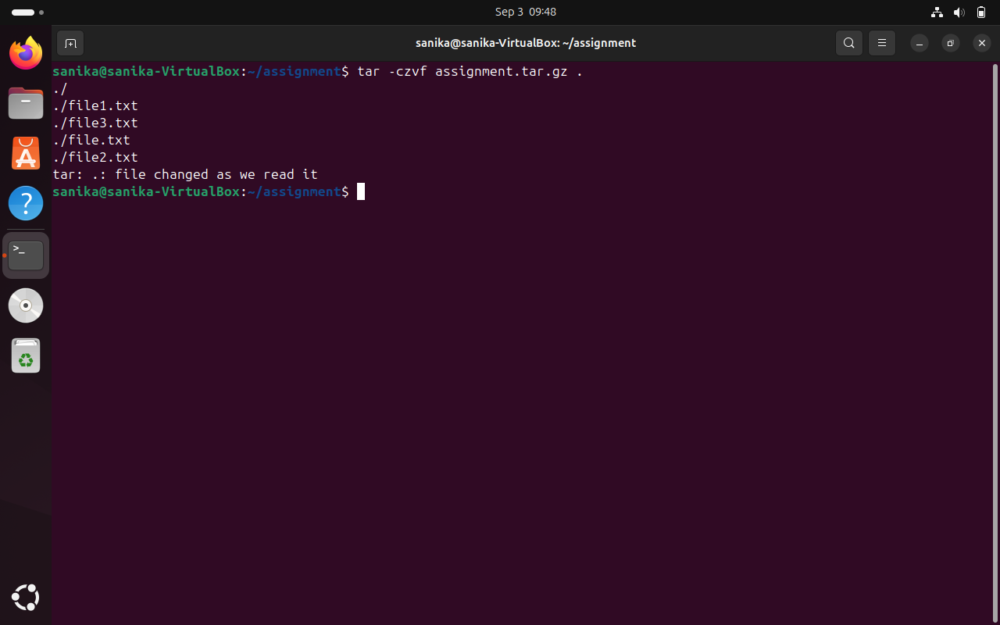 Sep 3 09:48
sanika@sanika-VirtualBox: ~/assignment
sanika@sanika-VirtualBox:~/assignment$ tar -czvf assignment.tar.gz .
./
./file1.txt
./file3.txt
./file.txt
./file2.txt
tar: .: file changed as we read it
sanika@sanika-VirtualBox:~/assignment$